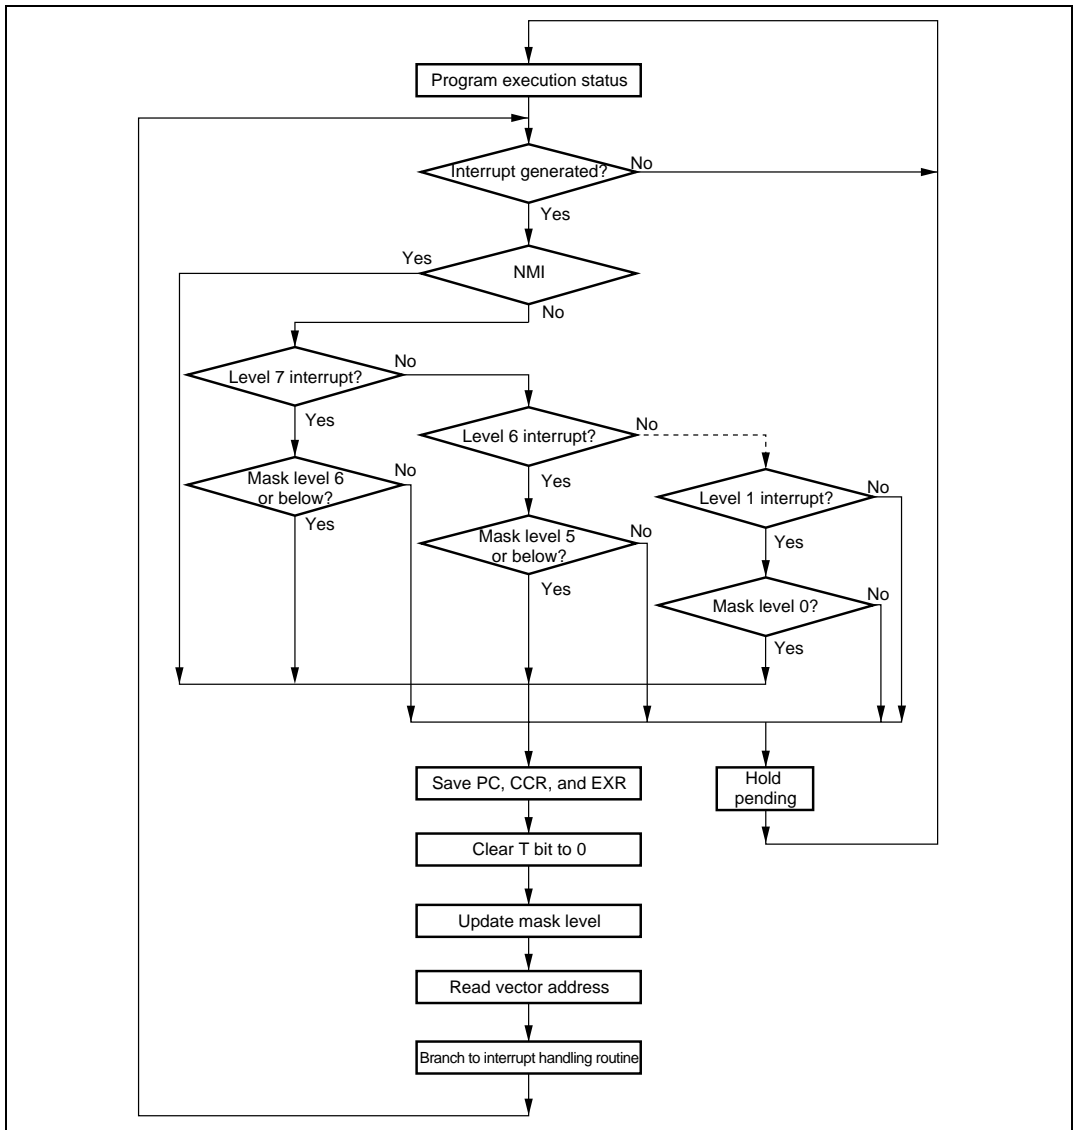 Program execution status
Interrupt generated?
No
Yes
Yes
NMI
No
Level 7 interrupt?
No
Yes
Level 6 interrupt?
No
Yes
Mask level 6
or below?
No
Yes
Level 1 interrupt?
No
Yes
Mask level 5
or below?
No
Yes
Mask level 0?
No
Yes
Save PC, CCR, and EXR
Hold
pending
Clear T bit to 0
Update mask level
Read vector address
Branch to interrupt handling routine